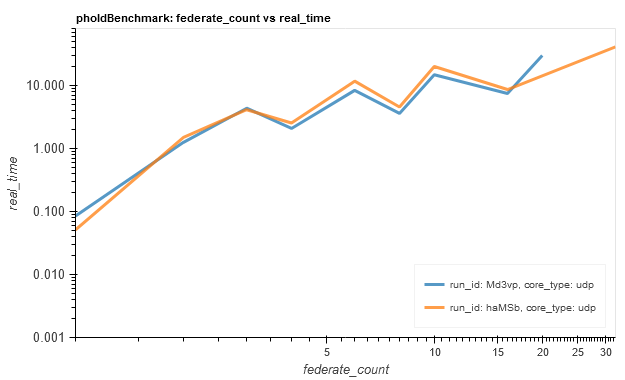 pholdBenchmark: federate_count vs real_time
10.000
1.000
0.100
0.010
0.001
real_time
run_id: Md3vp, core_type: udp
run_id: haMSb, core_type: udp
5 10 15 20 25 30
federate_count